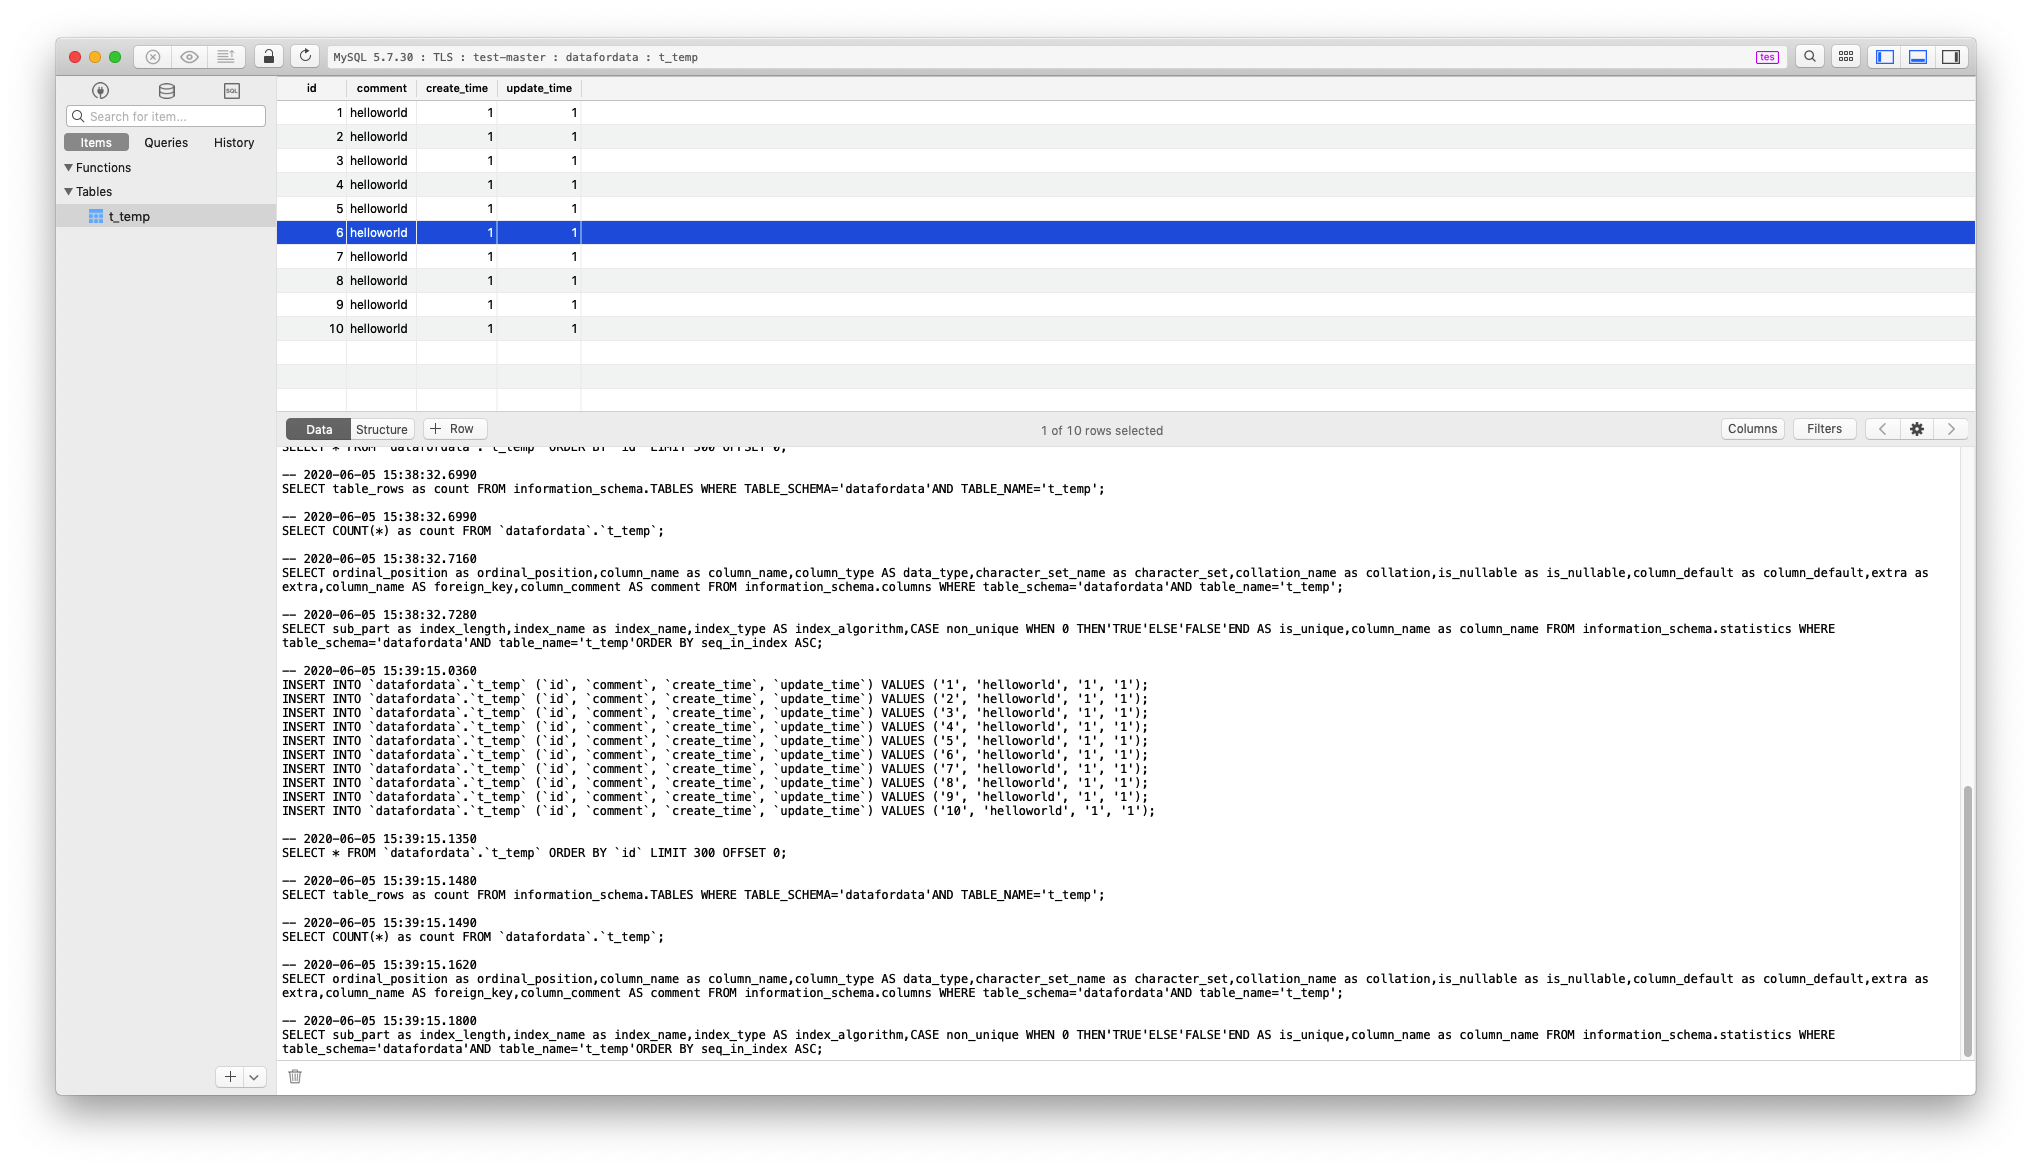 MySQL 5.7.30 : TLS : test-master : datafordata : t_temp
tes
SQL
Search for item...
Items Queries History
Functions
Tables
t_temp
id comment create_time update_time
1 helloworld 1 1
2 helloworld 1 1
3 helloworld 1 1
4 helloworld 1 1
5 helloworld 1 1
6 helloworld 1 1
7 helloworld 1 1
8 helloworld 1 1
9 helloworld 1 1
10 helloworld 1 1
Data Structure + Row 1 of 10 rows selected Columns Filters
SELECT * FROM `datafordata`.`t_temp` ORDER BY `id` LIMIT 300 OFFSET 0;
-- 2020-06-05 15:38:32.6990
SELECT table_rows as count FROM information_schema.TABLES WHERE TABLE_SCHEMA='datafordata'AND TABLE_NAME='t_temp';
-- 2020-06-05 15:38:32.6990
SELECT COUNT(*) as count FROM `datafordata`.`t_temp`;
-- 2020-06-05 15:38:32.7160
SELECT ordinal_position as ordinal_position,column_name as column_name,column_type AS data_type,character_set_name as character_set,collation_name as collation,is_nullable as is_nullable,column_default as column_default,extra as
extra,column_name AS foreign_key,column_comment AS comment FROM information_schema.columns WHERE table_schema='datafordata'AND table_name='t_temp';
-- 2020-06-05 15:38:32.7280
SELECT sub_part as index_length,index_name as index_name,index_type AS index_algorithm,CASE non_unique WHEN 0 THEN'TRUE'ELSE'FALSE'END AS is_unique,column_name as column_name FROM information_schema.statistics WHERE
table_schema='datafordata'AND table_name='t_temp'ORDER BY seq_in_index ASC;
-- 2020-06-05 15:39:15.0360
INSERT INTO `datafordata`.`t_temp` (`id`, `comment`, `create_time`, `update_time`) VALUES ('1', 'helloworld', '1', '1');
INSERT INTO `datafordata`.`t_temp` (`id`, `comment`, `create_time`, `update_time`) VALUES ('2', 'helloworld', '1', '1');
INSERT INTO `datafordata`.`t_temp` (`id`, `comment`, `create_time`, `update_time`) VALUES ('3', 'helloworld', '1', '1');
INSERT INTO `datafordata`.`t_temp` (`id`, `comment`, `create_time`, `update_time`) VALUES ('4', 'helloworld', '1', '1');
INSERT INTO `datafordata`.`t_temp` (`id`, `comment`, `create_time`, `update_time`) VALUES ('5', 'helloworld', '1', '1');
INSERT INTO `datafordata`.`t_temp` (`id`, `comment`, `create_time`, `update_time`) VALUES ('6', 'helloworld', '1', '1');
INSERT INTO `datafordata`.`t_temp` (`id`, `comment`, `create_time`, `update_time`) VALUES ('7', 'helloworld', '1', '1');
INSERT INTO `datafordata`.`t_temp` (`id`, `comment`, `create_time`, `update_time`) VALUES ('8', 'helloworld', '1', '1');
INSERT INTO `datafordata`.`t_temp` (`id`, `comment`, `create_time`, `update_time`) VALUES ('9', 'helloworld', '1', '1');
INSERT INTO `datafordata`.`t_temp` (`id`, `comment`, `create_time`, `update_time`) VALUES ('10', 'helloworld', '1', '1');
-- 2020-06-05 15:39:15.1350
SELECT * FROM `datafordata`.`t_temp` ORDER BY `id` LIMIT 300 OFFSET 0;
-- 2020-06-05 15:39:15.1480
SELECT table_rows as count FROM information_schema.TABLES WHERE TABLE_SCHEMA='datafordata'AND TABLE_NAME='t_temp';
-- 2020-06-05 15:39:15.1490
SELECT COUNT(*) as count FROM `datafordata`.`t_temp`;
-- 2020-06-05 15:39:15.1620
SELECT ordinal_position as ordinal_position,column_name as column_name,column_type AS data_type,character_set_name as character_set,collation_name as collation,is_nullable as is_nullable,column_default as column_default,extra as
extra,column_name AS foreign_key,column_comment AS comment FROM information_schema.columns WHERE table_schema='datafordata'AND table_name='t_temp';
-- 2020-06-05 15:39:15.1800
SELECT sub_part as index_length,index_name as index_name,index_type AS index_algorithm,CASE non_unique WHEN 0 THEN'TRUE'ELSE'FALSE'END AS is_unique,column_name as column_name FROM information_schema.statistics WHERE
table_schema='datafordata'AND table_name='t_temp'ORDER BY seq_in_index ASC;